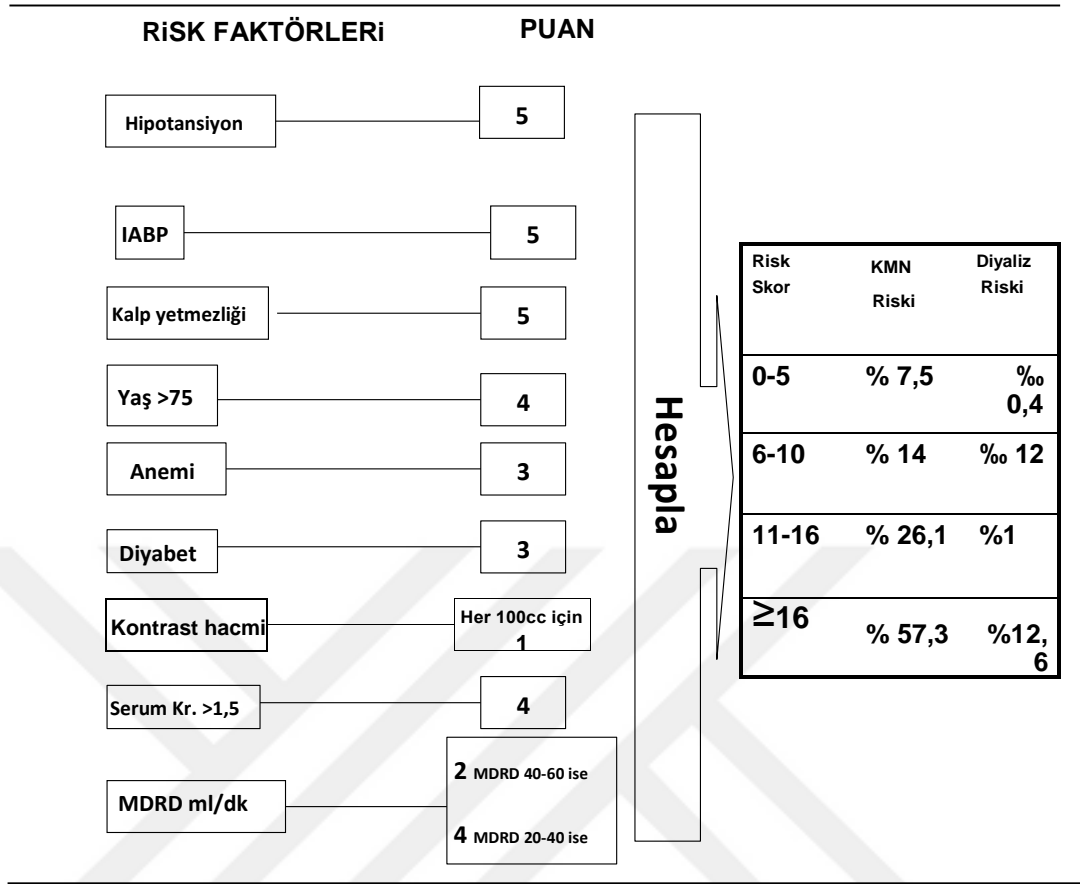 RiSK FAKTÖRLERi PUAN
Hipotansiyon 5
IABP 5
Kalp yetmezliği 5
Yaş >75 4
Anemi 3
Diyabet 3
Kontrast hacmi Her 100cc için
1
Serum Kr. >1,5 4
MDRD ml/dk
2 MDRD 40-60 ise
4 MDRD 20-40 ise
Hesapla
Risk KMN Diyaliz
Skor Riski Riski
0-5 % 7,5 ‰
0,4
6-10 % 14 ‰ 12
11-16 % 26,1 %1
≥16 % 57,3 %12,
6